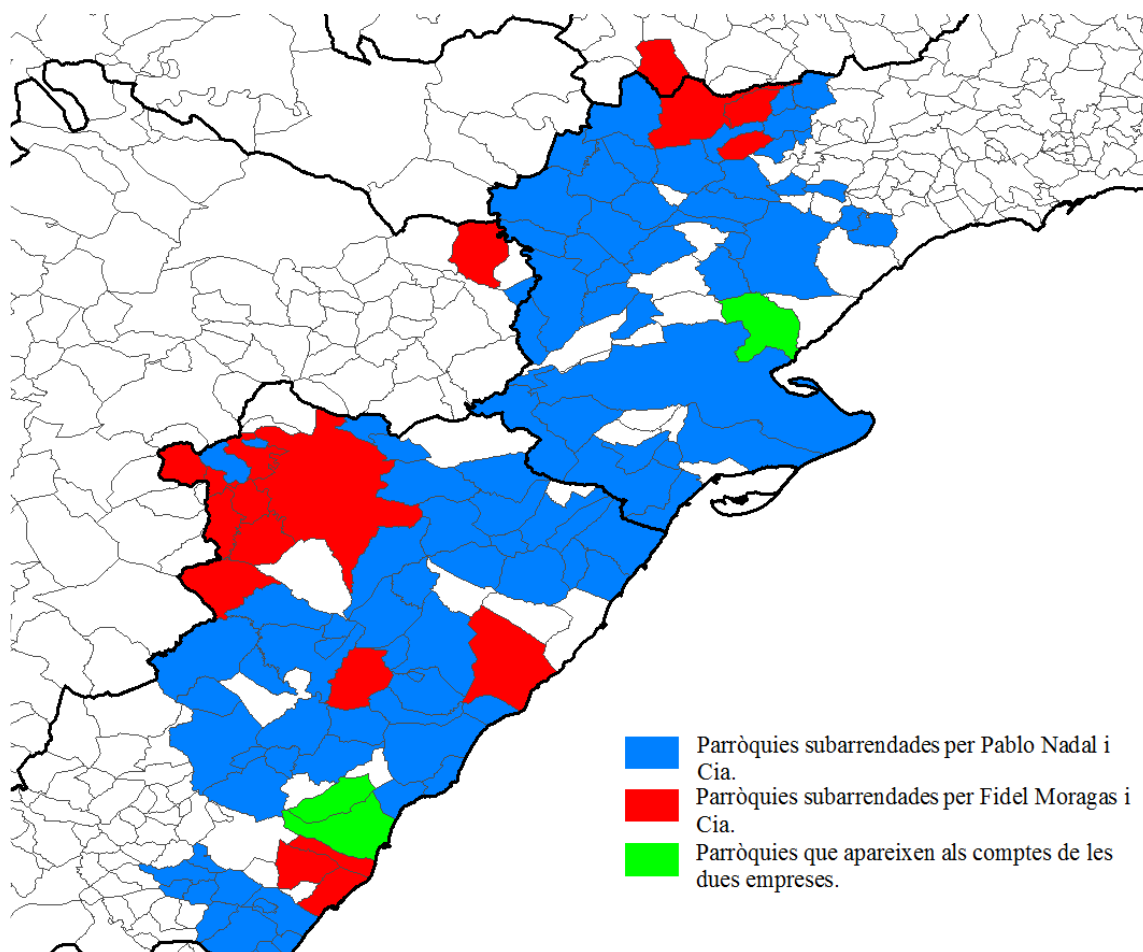 Parròquies subarrendades per Pablo Nadal i
Cia.
Parròquies subarrendades per Fidel Moragas i
Cia.
Parròquies que apareixen als comptes de les
dues empreses.